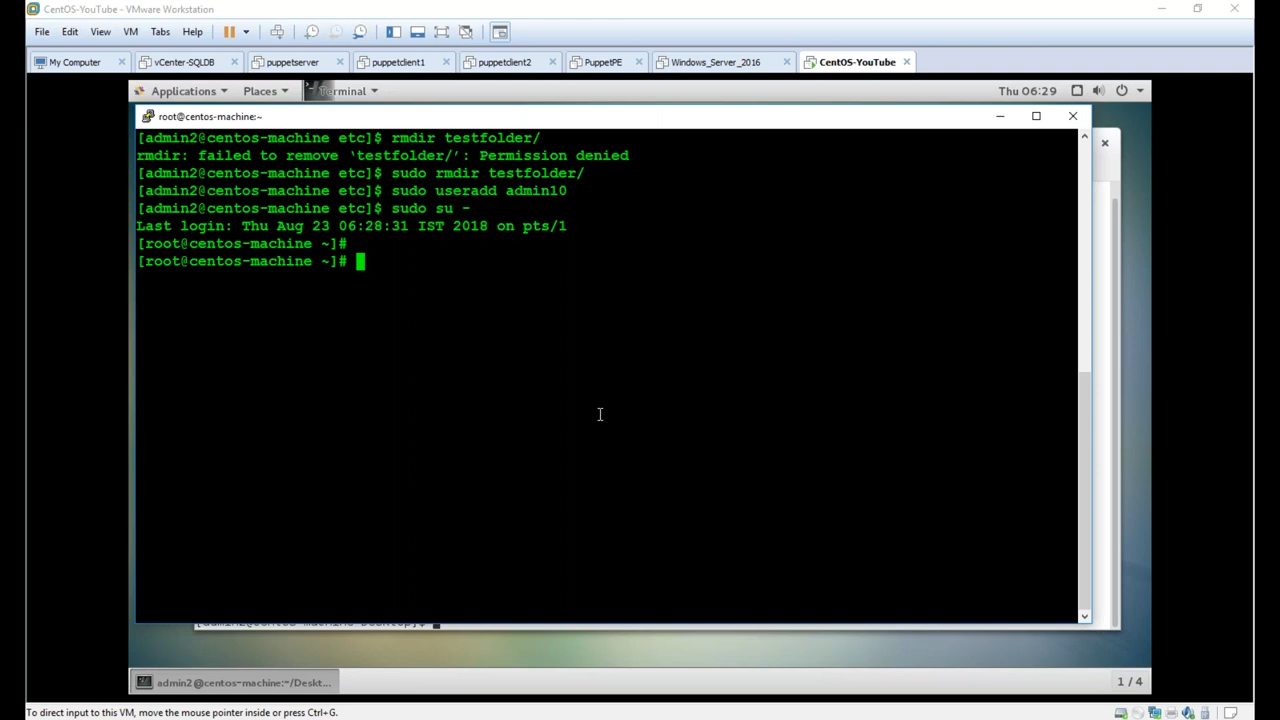 CentOS-YouTube - VMware Workstation
File Edit View VM Tabs Help
My Computer vCenter-SQLDB puppetserver puppetclient1 puppetclient2 PuppetPE Windows_Server_2016 CentOS-YouTube
Applications Places Terminal Thu 06:29
root@centos-machine:~
[admin2@centos-machine etc]$ rmdir testfolder/
rmdir: failed to remove ‘testfolder/’: Permission denied
[admin2@centos-machine etc]$ sudo rmdir testfolder/
[admin2@centos-machine etc]$ sudo useradd admin10
[admin2@centos-machine etc]$ sudo su -
Last login: Thu Aug 23 06:28:31 IST 2018 on pts/1
[root@centos-machine ~]#
[root@centos-machine ~]#
admin2@centos-machine:~/Deskt...
1 / 4
To direct input to this VM, move the mouse pointer inside or press Ctrl+G.